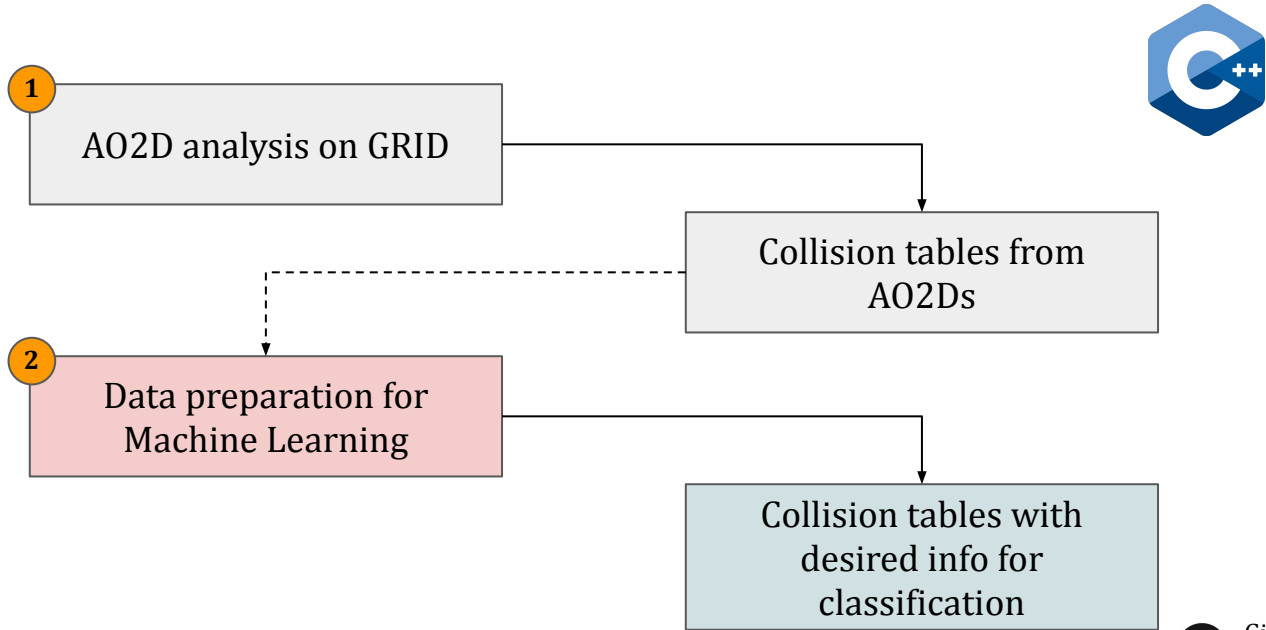 1
AO2D analysis on GRID
C++
Collision tables from
AO2Ds
2
Data preparation for
Machine Learning
Collision tables with
desired info for
classification